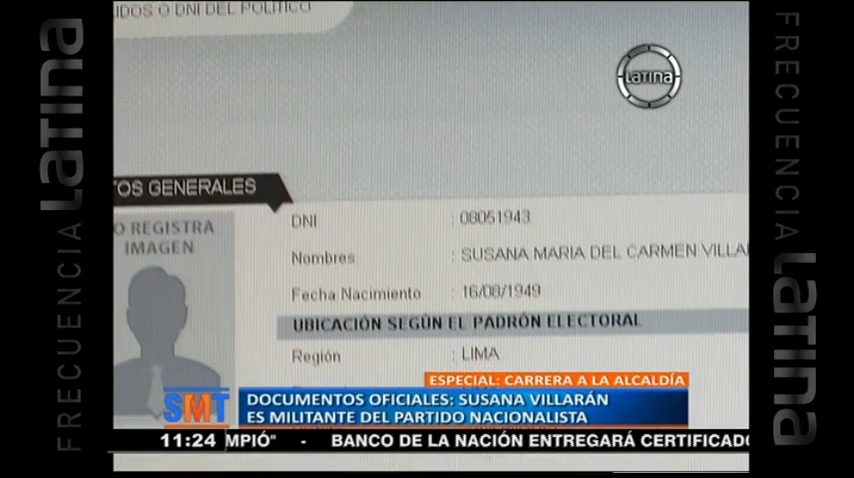 LIDOS O DNI DEL POLÍTICO
Latina
TOS GENERALES
O REGISTRA
IMAGEN
DNI : 08051943
Nombres : SUSANA MARIA DEL CARMEN VILLAR
Fecha Nacimiento : 16/08/1949
UBICACIÓN SEGÚN EL PADRÓN ELECTORAL
Región : LIMA
ESPECIAL: CARRERA A LA ALCALDÍA
SMT
DOCUMENTOS OFICIALES: SUSANA VILLARÁN
ES MILITANTE DEL PARTIDO NACIONALISTA
11:24 MPIÓ" - BANCO DE LA NACIÓN ENTREGARÁ CERTIFICADO
FRECUENCIA Latina
FRECUENCIA Latina